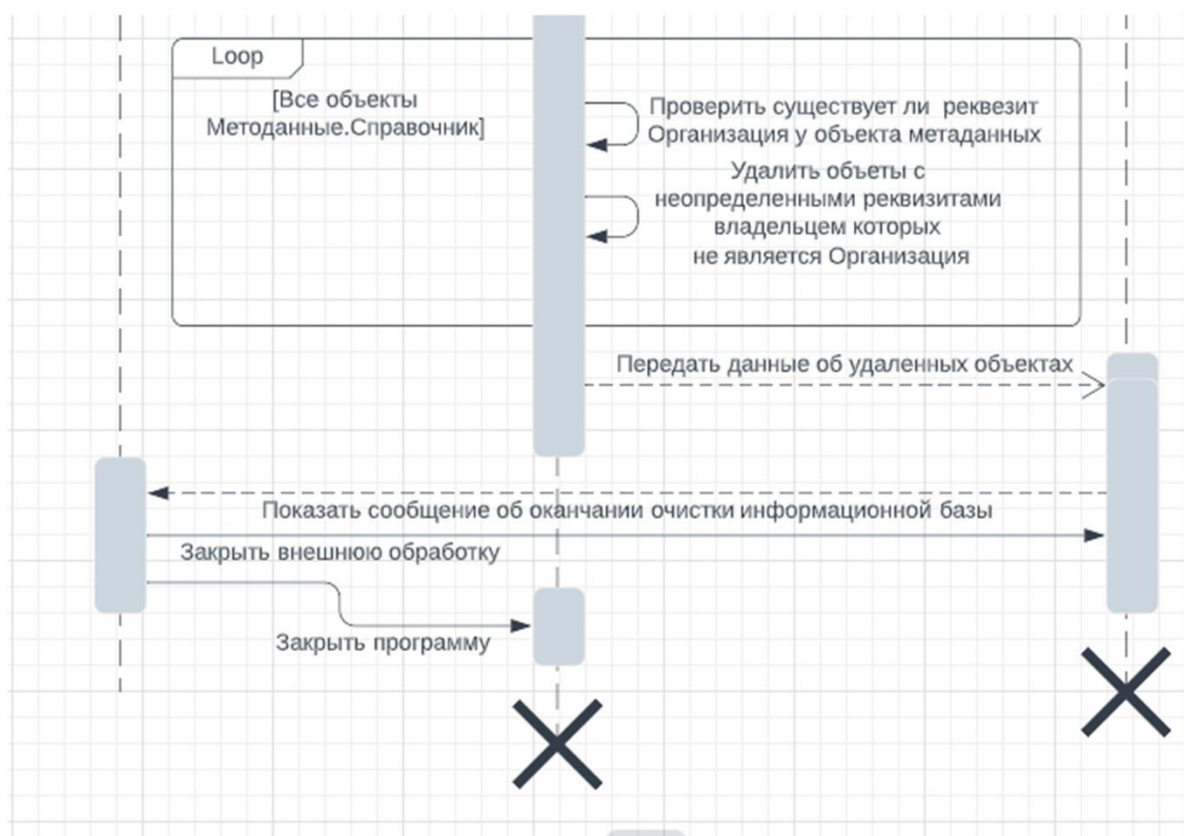 Loop
[Все объекты
Методанные.Справочник]
Проверить существует ли реквезит
Организация у объекта метаданных
Удалить объеты с
неопределенными реквизитами
владельцем которых
не является Организация
Передать данные об удаленных объектах
Показать сообщение об оканчании очистки информационной базы
Закрыть внешнюю обработку
Закрыть программу